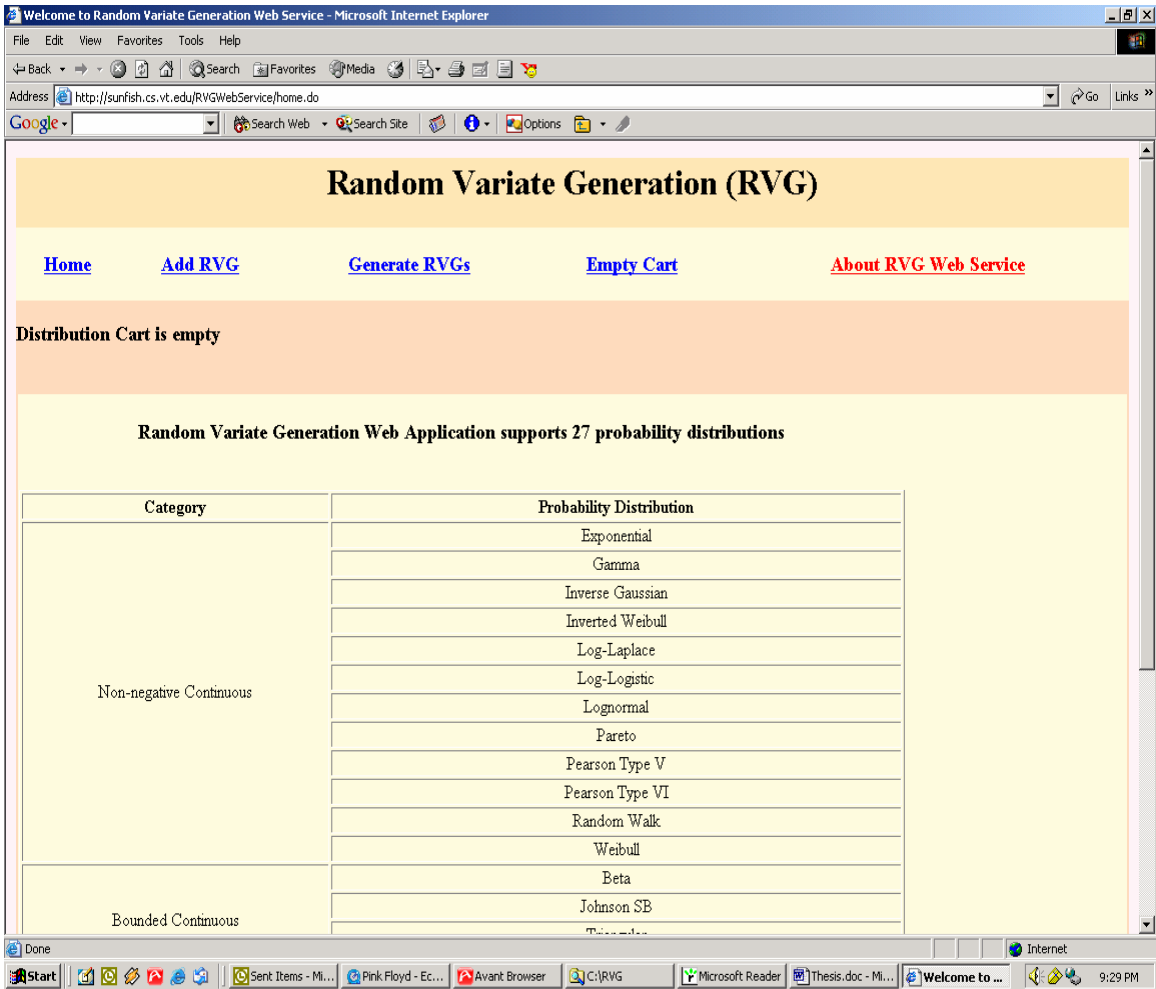 Welcome to Random Variate Generation Web Service - Microsoft Internet Explorer
File Edit View Favorites Tools Help
Back Search Favorites Media
Address http://sunfish.cs.vt.edu/RVGWebService/home.do Go Links »
Google Search Web Search Site Options
Random Variate Generation (RVG)
Home Add RVG Generate RVGs Empty Cart About RVG Web Service
Distribution Cart is empty
Random Variate Generation Web Application supports 27 probability distributions
Category Probability Distribution
Exponential
Gamma
Inverse Gaussian
Inverted Weibull
Log-Laplace
Log-Logistic
Non-negative Continuous
Lognormal
Pareto
Pearson Type V
Pearson Type VI
Random Walk
Weibull
Beta
Johnson SB
Bounded Continuous
Done Internet
Start Sent Items - Mi... Pink Floyd - Ec... Avant Browser C:\RVG Microsoft Reader Thesis.doc - Mi... Welcome to ... 9:29 PM